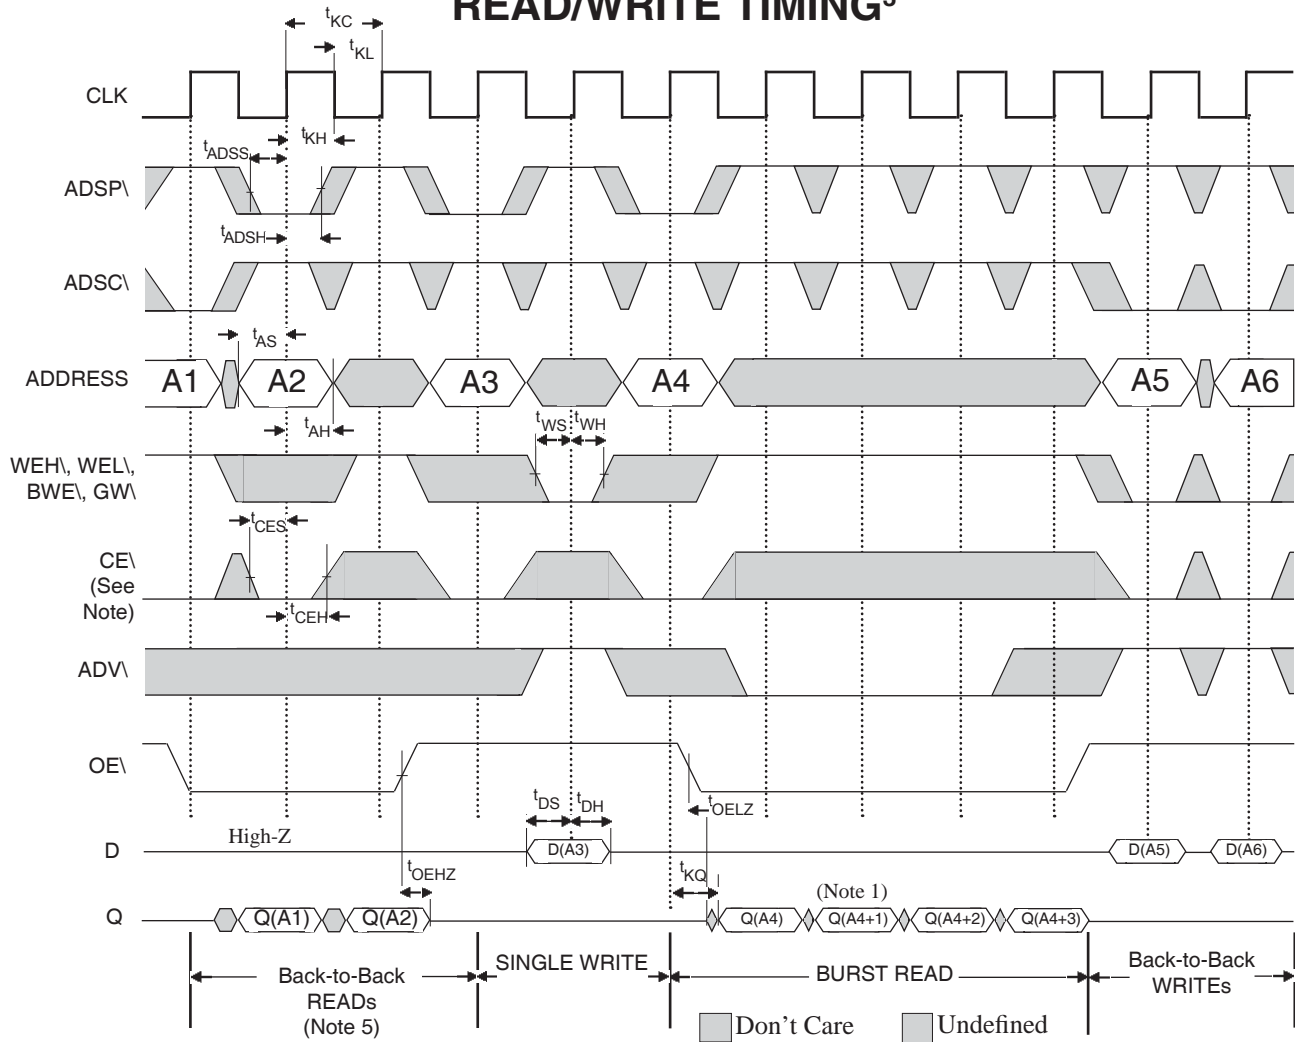 READ/WRITE TIMING
tKC
tKL
CLK
tKH
tADSS
ADSP\
tADSH
ADSC\
tAS
ADDRESS
A1 A2 A3 A4 A5 A6
tAH
tWS tWH
WEH\, WEL\,
BWE\, GW\
tCES
CE\
(See
Note)
tCEH
ADV\
OE\
tDS tDH
tOELZ
High-Z
D
D(A3) D(A5) D(A6)
tOEHZ
tKQ
(Note 1)
Q
Q(A1) Q(A2) Q(A4) Q(A4+1) Q(A4+2) Q(A4+3)
Back-to-Back
READs
(Note 5)
SINGLE WRITE
BURST READ
Back-to-Back
WRITEs
Don't Care
Undefined